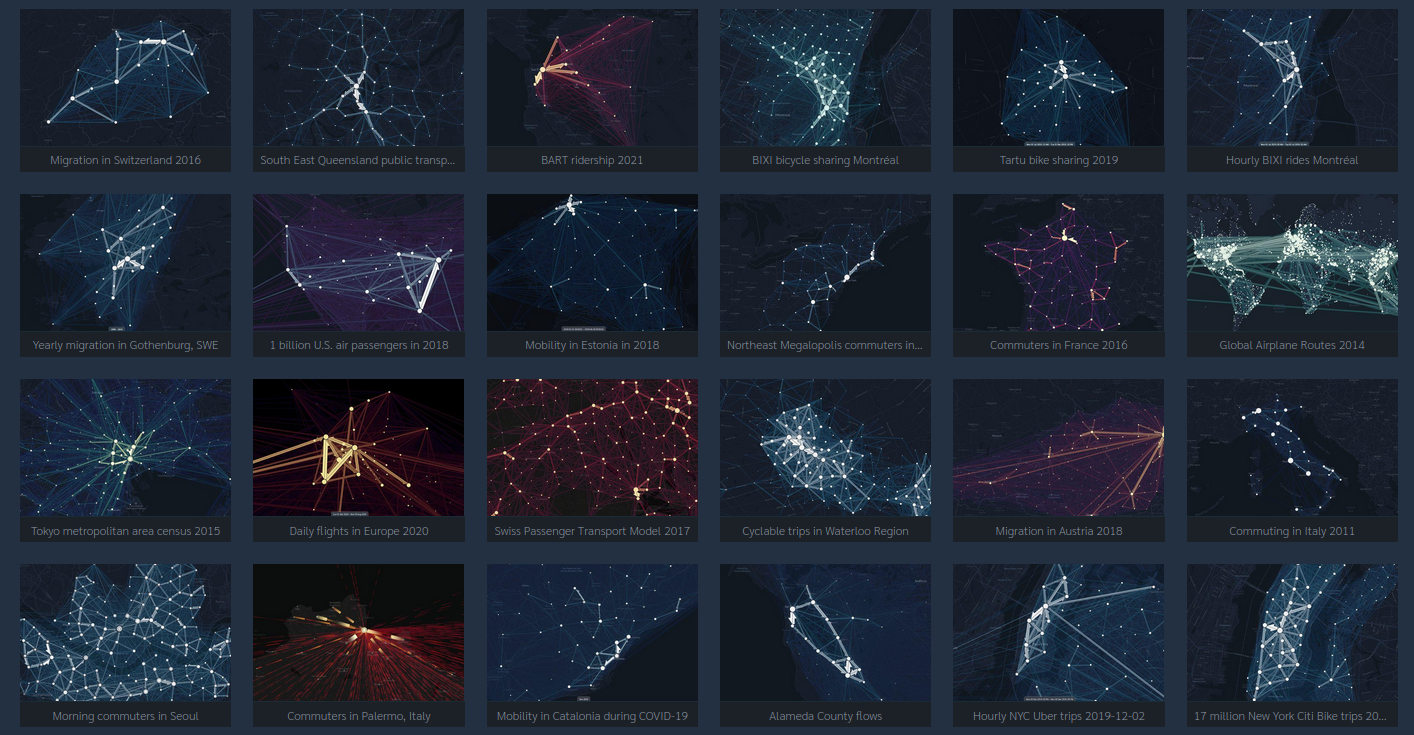 Migration in Switzerland 2016
South East Queensland public transp...
BART ridership 2021
BIXI bicycle sharing Montréal
Tartu bike sharing 2019
Hourly BIXI rides Montréal
Yearly migration in Gothenburg, SWE
1 billion U.S. air passengers in 2018
Mobility in Estonia in 2018
Northeast Megalopolis commuters in...
Commuters in France 2016
Global Airplane Routes 2014
Tokyo metropolitan area census 2015
Daily flights in Europe 2020
Swiss Passenger Transport Model 2017
Cyclable trips in Waterloo Region
Migration in Austria 2018
Commuting in Italy 2011
Morning commuters in Seoul
Commuters in Palermo, Italy
Mobility in Catalonia during COVID-19
Alameda County flows
Hourly NYC Uber trips 2019-12-02
17 million New York Citi Bike trips 20...